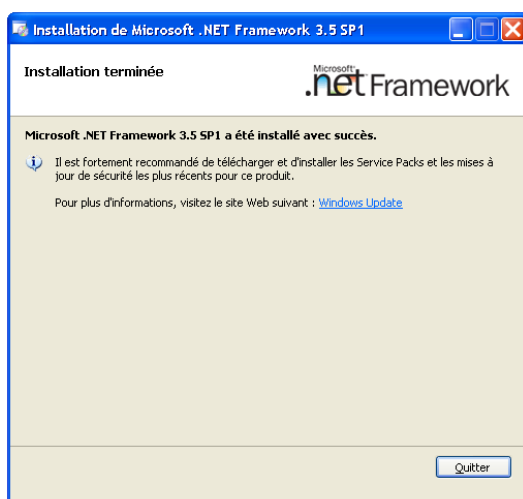 Installation de Microsoft .NET Framework 3.5 SP1
Installation terminée
Microsoft
.net Framework
Microsoft .NET Framework 3.5 SP1 a été installé avec succès.
Il est fortement recommandé de télécharger et d'installer les Service Packs et les mises à
jour de sécurité les plus récents pour ce produit.
Pour plus d'informations, visitez le site Web suivant : Windows Update
Quitter